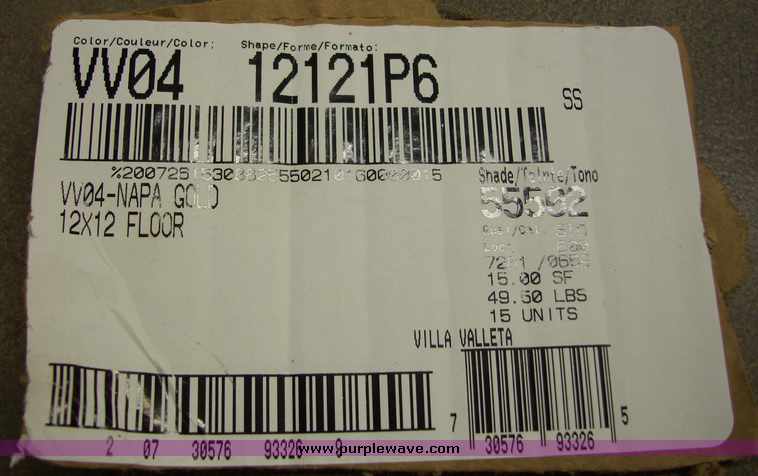 Color/Couleur/Color: Shape/Forme/Formato:
VV04 12121P6
SS
VV04-NAPA GOLD
12X12 FLOOR
Shade/Teinte/Tono
15.00 SF
49.50 LBS
15 UNITS
VILLA VALLETA
2 07 30576 93326
7 30576 93326 5
www.purplewave.com